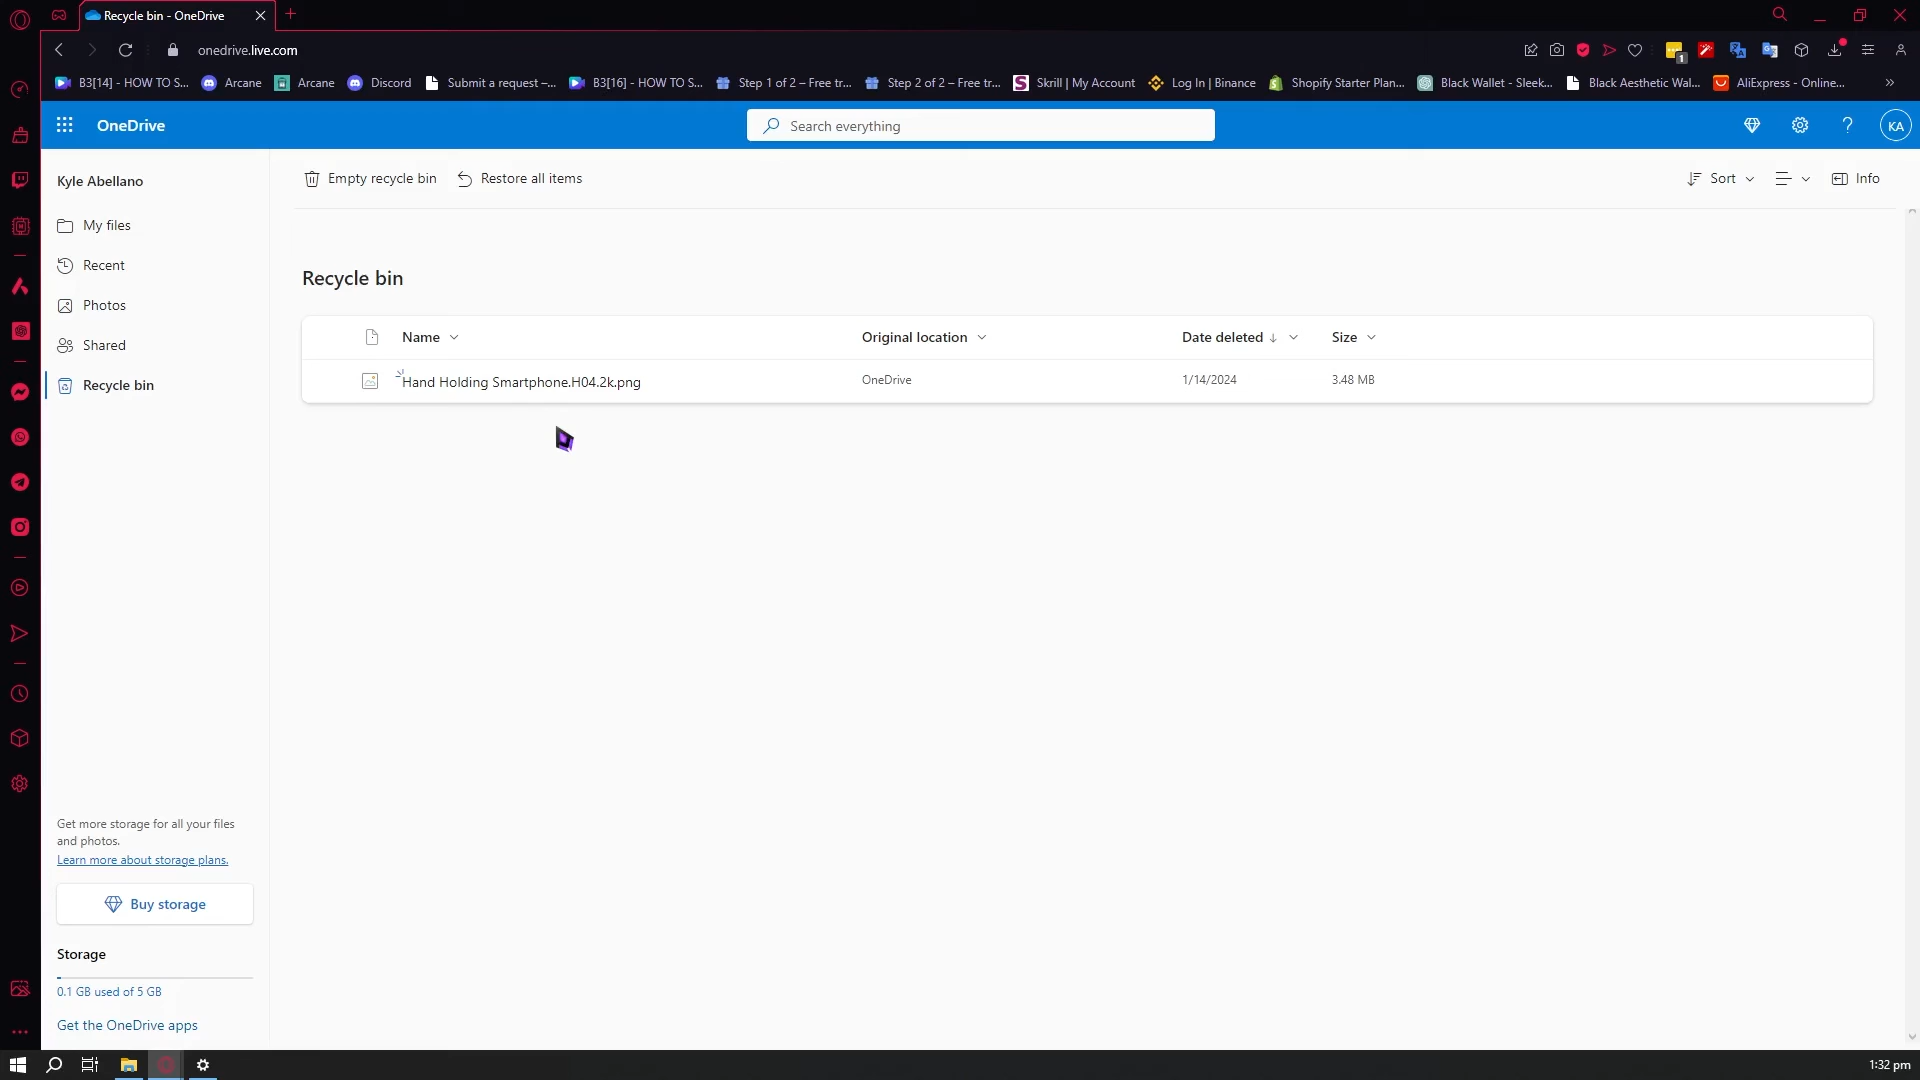 Recycle bin - OneDrive
onedrive.live.com
B3[14] - HOW TO S... Arcane Arcane Discord Submit a request –... B3[16] - HOW TO S... Step 1 of 2 – Free tr... Step 2 of 2 – Free tr... Skrill | My Account Log In | Binance Shopify Starter Plan... Black Wallet - Sleek... Black Aesthetic Wal... AliExpress - Online...
OneDrive
Search everything
KA
Kyle Abellano
My files
Recent
Photos
Shared
Recycle bin
Empty recycle bin Restore all items
Sort Info
Recycle bin
Name Original location Date deleted Size
Hand Holding Smartphone.H04.2k.png OneDrive 1/14/2024 3.48 MB
Get more storage for all your files
and photos.
Learn more about storage plans.
Buy storage
Storage
0.1 GB used of 5 GB
Get the OneDrive apps
1:32 pm